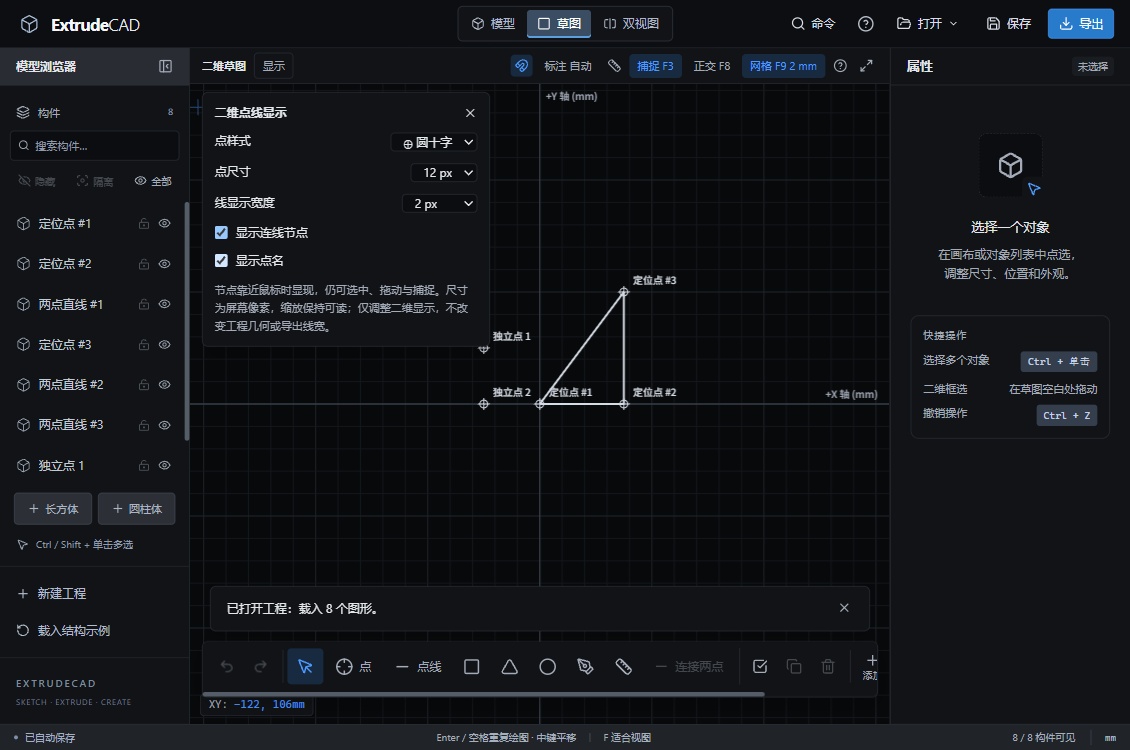 ExtrudeCAD
模型
草图
双视图
命令
打开
保存
导出
模型浏览器
构件
8
搜索构件...
隐藏
隔离
全部
定位点 #1
定位点 #2
两点直线 #1
定位点 #3
两点直线 #2
两点直线 #3
独立点 1
长方体
圆柱体
Ctrl / Shift + 单击多选
新建工程
载入结构示例
EXTRUDECAD
SKETCH · EXTRUDE · CREATE
二维草图
显示
标注 自动
捕捉 F3
正交 F8
网格 F9 2 mm
二维点线显示
点样式
⊕ 圆十字
点尺寸
12 px
线显示宽度
2 px
显示连线节点
显示点名
节点靠近鼠标时显现，仍可选中、拖动与捕捉。尺寸
为屏幕像素，缩放保持可读；仅调整二维显示，不改
变工程几何或导出线宽。
+Y 轴 (mm)
定位点 #3
独立点 1
独立点 2
定位点 #1
定位点 #2
+X 轴 (mm)
已打开工程：载入 8 个图形。
点
点线
连接两点
添加
XY: -122, 106mm
属性
未选择
选择一个对象
在画布或对象列表中点选，
调整尺寸、位置和外观。
快捷操作
选择多个对象
Ctrl + 单击
二维框选
在草图空白处拖动
撤销操作
Ctrl + Z
已自动保存
Enter / 空格重复绘图 · 中键平移
F 适合视图
8 / 8 构件可见
mm